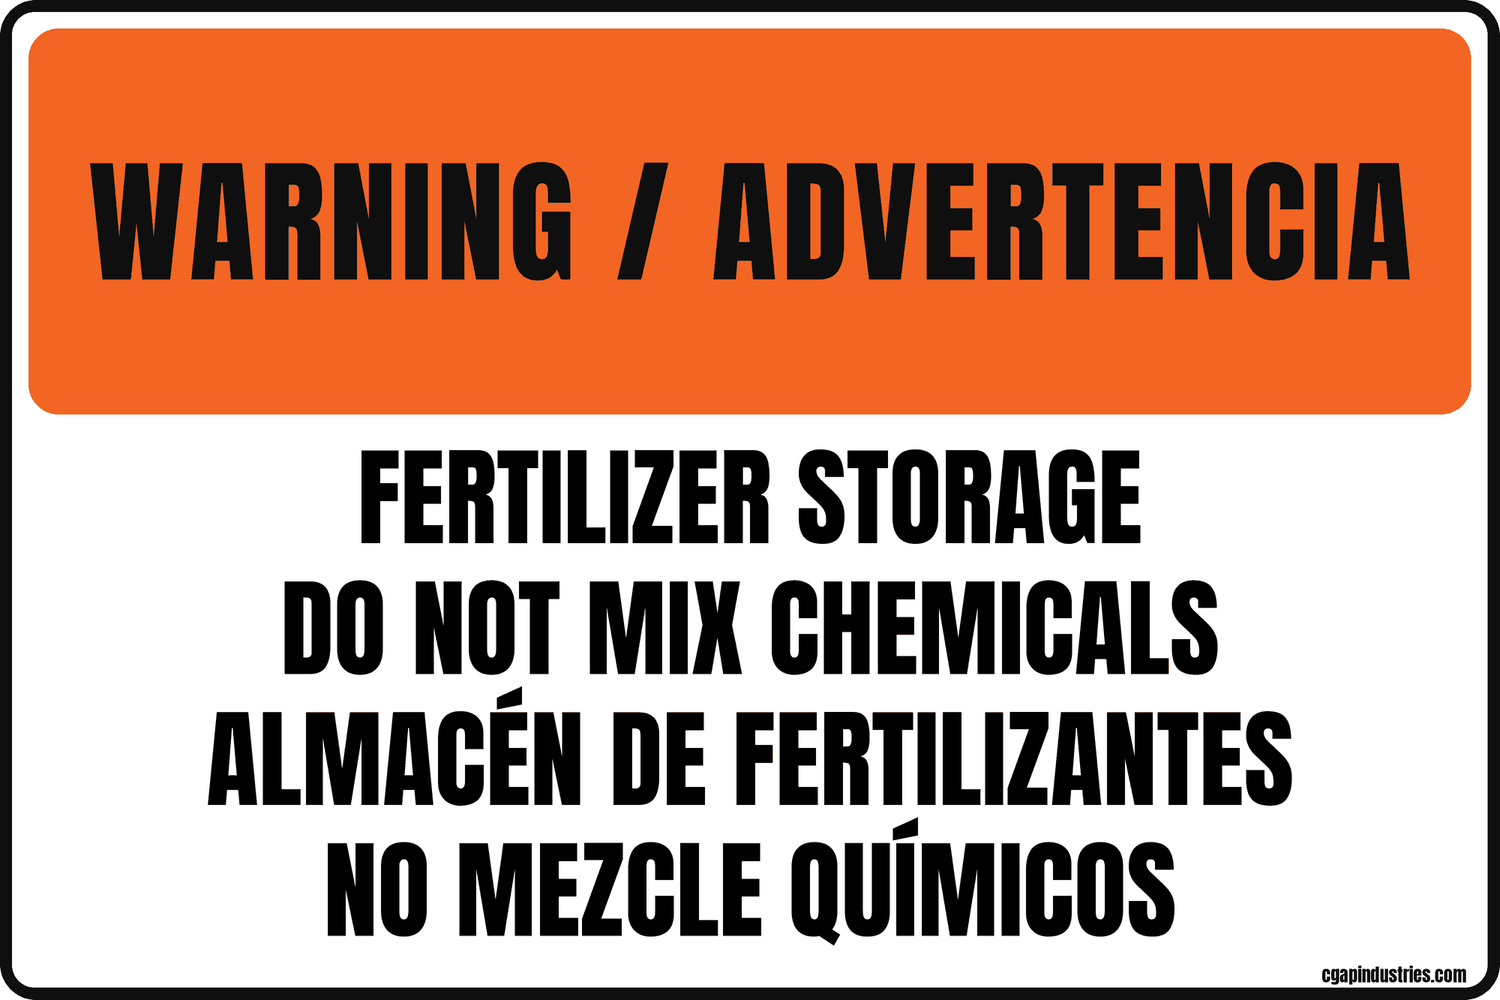 WARNING / ADVERTENCIA
FERTILIZER STORAGE
DO NOT MIX CHEMICALS
ALMACÉN DE FERTILIZANTES
NO MEZCLE QUÍMICOS
cgapindustries.com